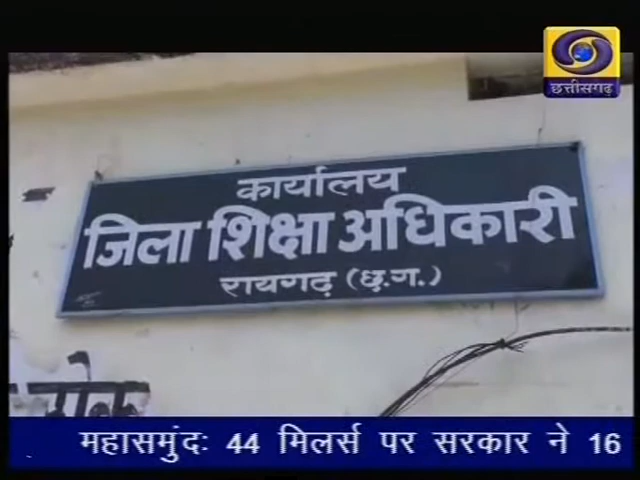 छत्तीसगढ़
कार्यालय
जिला शिक्षा अधिकारी
रायगढ़ (छ.ग.)
महासमुंद: 44 मिलर्स पर सरकार ने 16